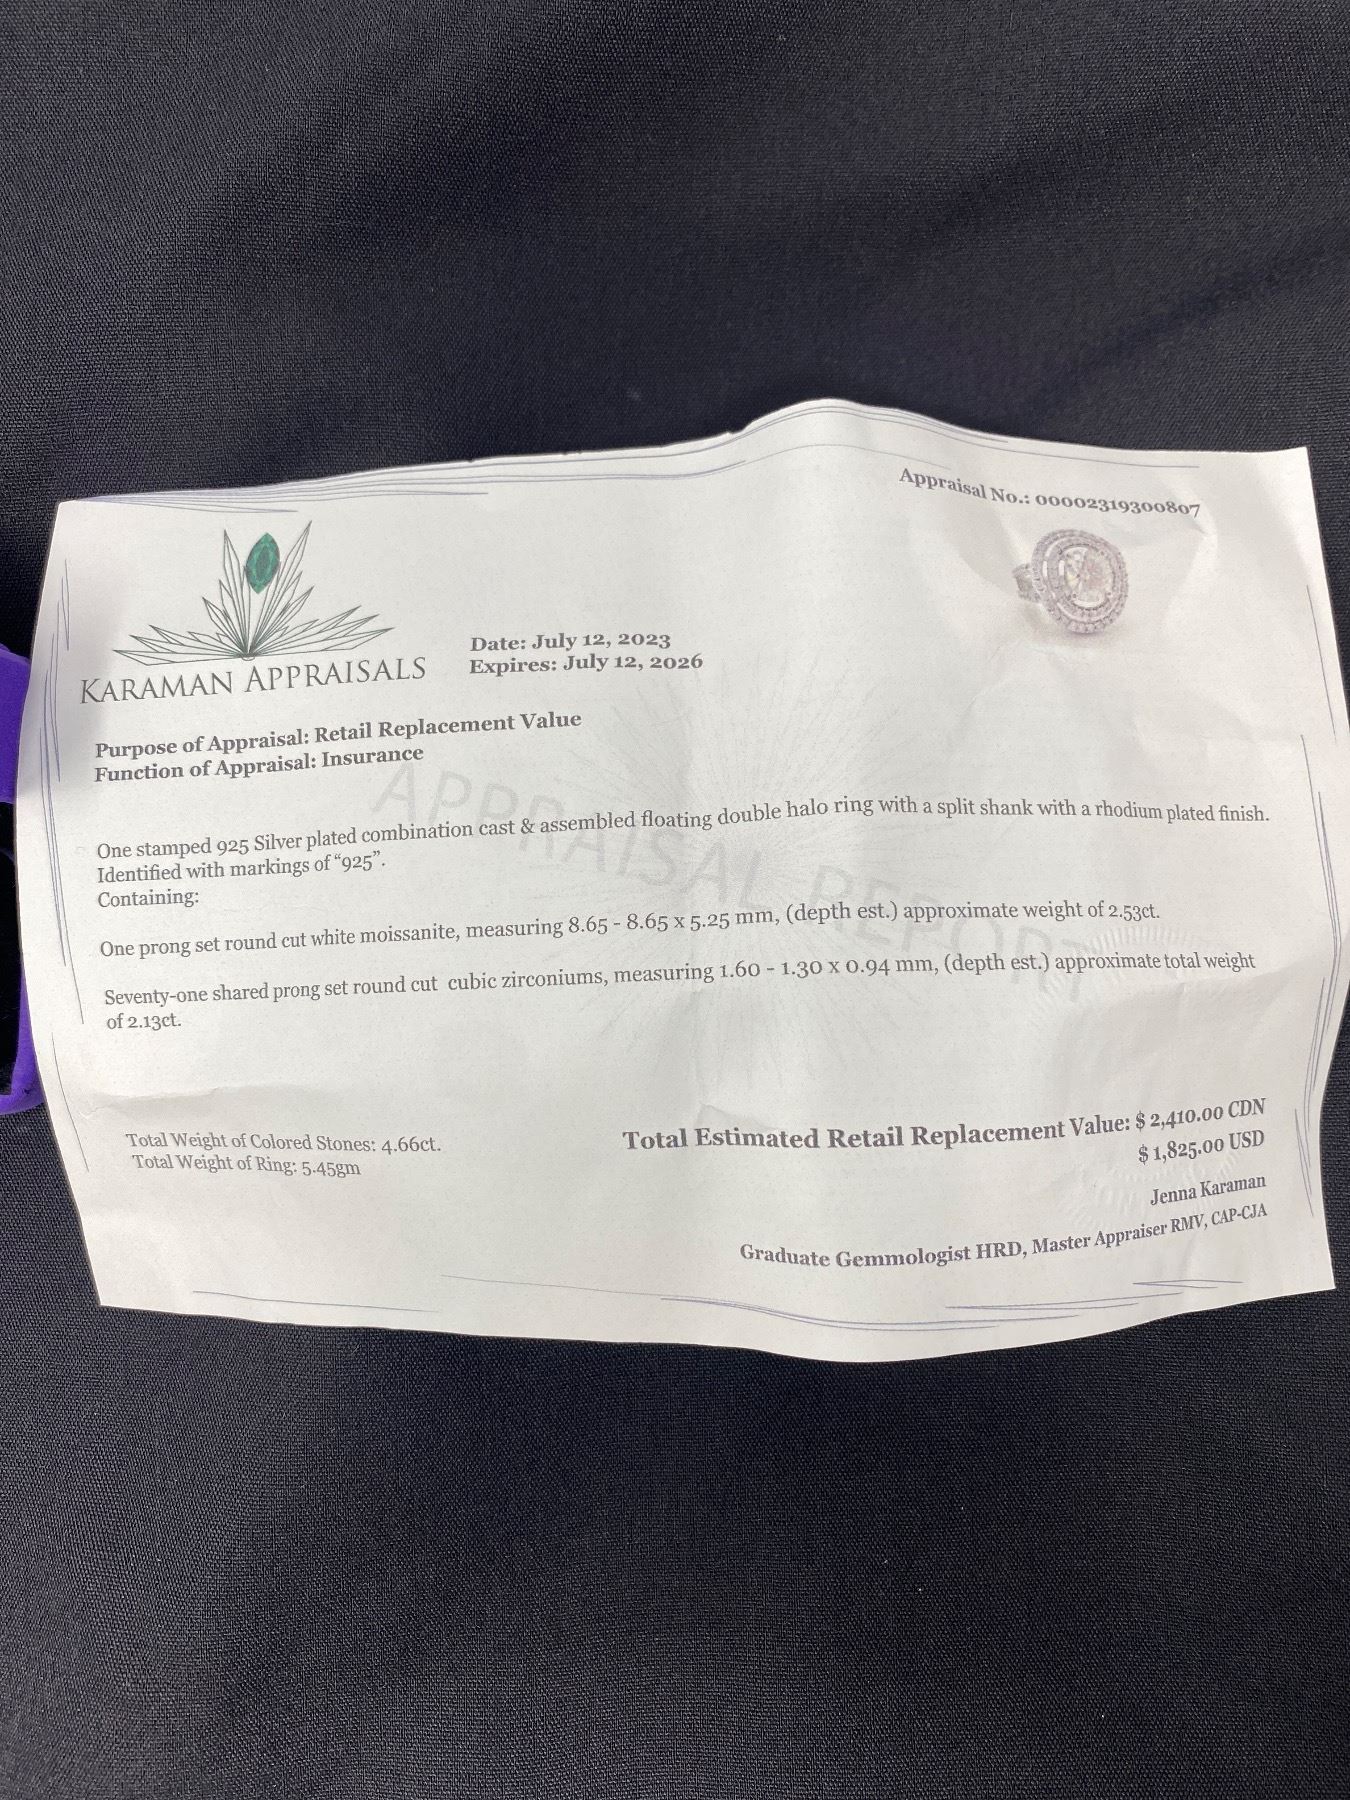 Appraisal No.: 00002319300807
KARAMAN APPRAISALS
Date: July 12, 2023
Expires: July 12, 2026
Purpose of Appraisal: Retail Replacement Value
Function of Appraisal: Insurance
APPRAISAL REPORT
One stamped 925 Silver plated combination cast & assembled floating double halo ring with a split shank with a rhodium plated finish.
Identified with markings of "925".
Containing:
One prong set round cut white moissanite, measuring 8.65 - 8.65 x 5.25 mm, (depth est.) approximate weight of 2.53ct.
Seventy-one shared prong set round cut cubic zirconiums, measuring 1.60 - 1.30 x 0.94 mm, (depth est.) approximate total weight
of 2.13ct.
Total Weight of Colored Stones: 4.66ct.
Total Weight of Ring: 5.45gm
Total Estimated Retail Replacement Value: $ 2,410.00 CDN
$ 1,825.00 USD
Jenna Karaman
Graduate Gemmologist HRD, Master Appraiser RMV, CAP-CJA